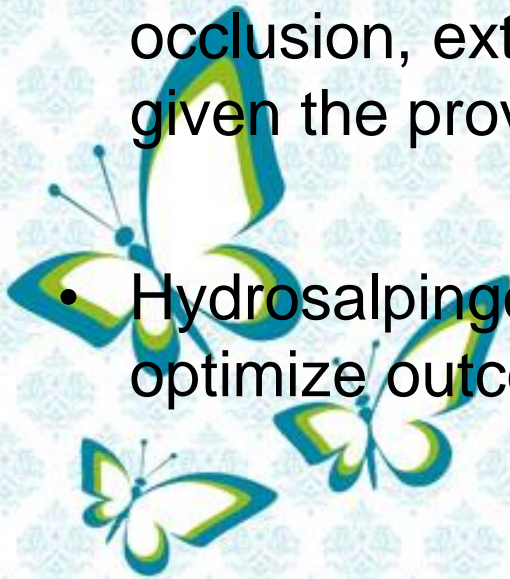 occlusion, ext
given the prov
• Hydrosalping
optimize outc